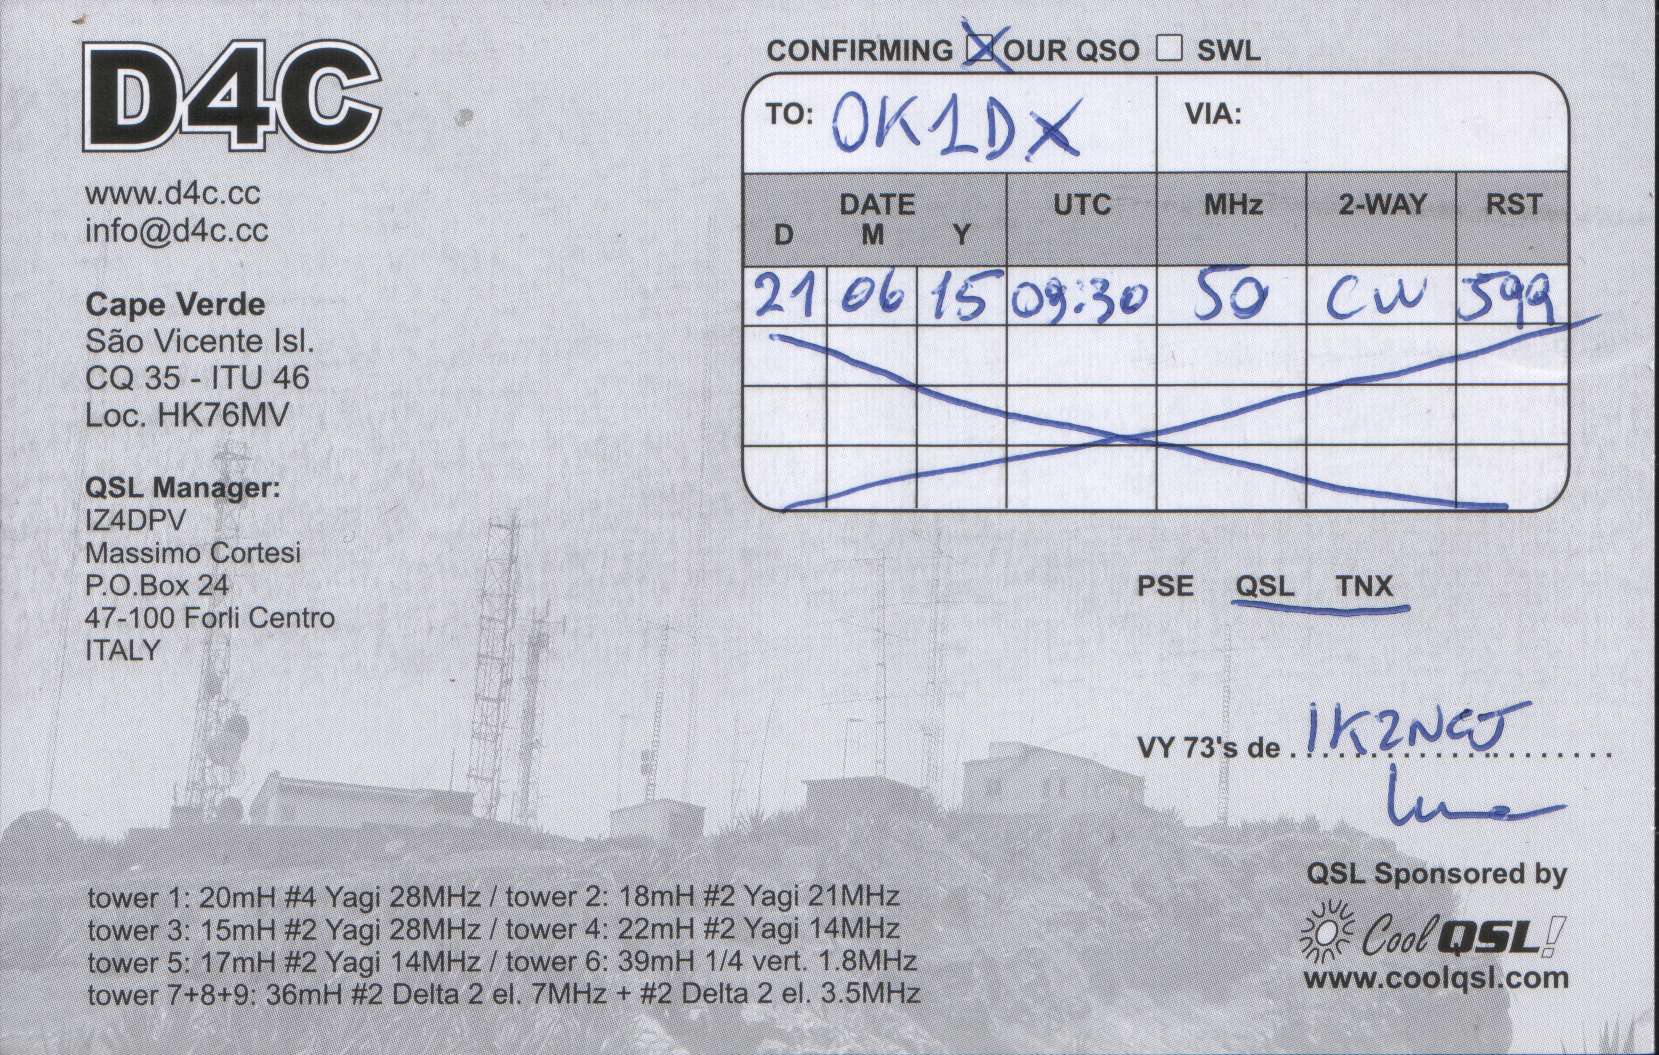 D4C
www.d4c.cc
info@d4c.cc
Cape Verde
São Vicente Isl.
CQ 35 - ITU 46
Loc. HK76MV
QSL Manager:
IZ4DPV
Massimo Cortesi
P.O.Box 24
47-100 Forli Centro
ITALY
CONFIRMING OUR QSO SWL
TO: OK1DX VIA:
DATE UTC MHz 2-WAY RST
D M Y
21 06 15 09:30 50 CW 599
PSE QSL TNX
VY 73's de IK2NCJ
QSL Sponsored by
Cool QSL!
www.coolqsl.com
tower 1: 20mH #4 Yagi 28MHz / tower 2: 18mH #2 Yagi 21MHz
tower 3: 15mH #2 Yagi 28MHz / tower 4: 22mH #2 Yagi 14MHz
tower 5: 17mH #2 Yagi 14MHz / tower 6: 39mH 1/4 vert. 1.8MHz
tower 7+8+9: 36mH #2 Delta 2 el. 7MHz + #2 Delta 2 el. 3.5MHz